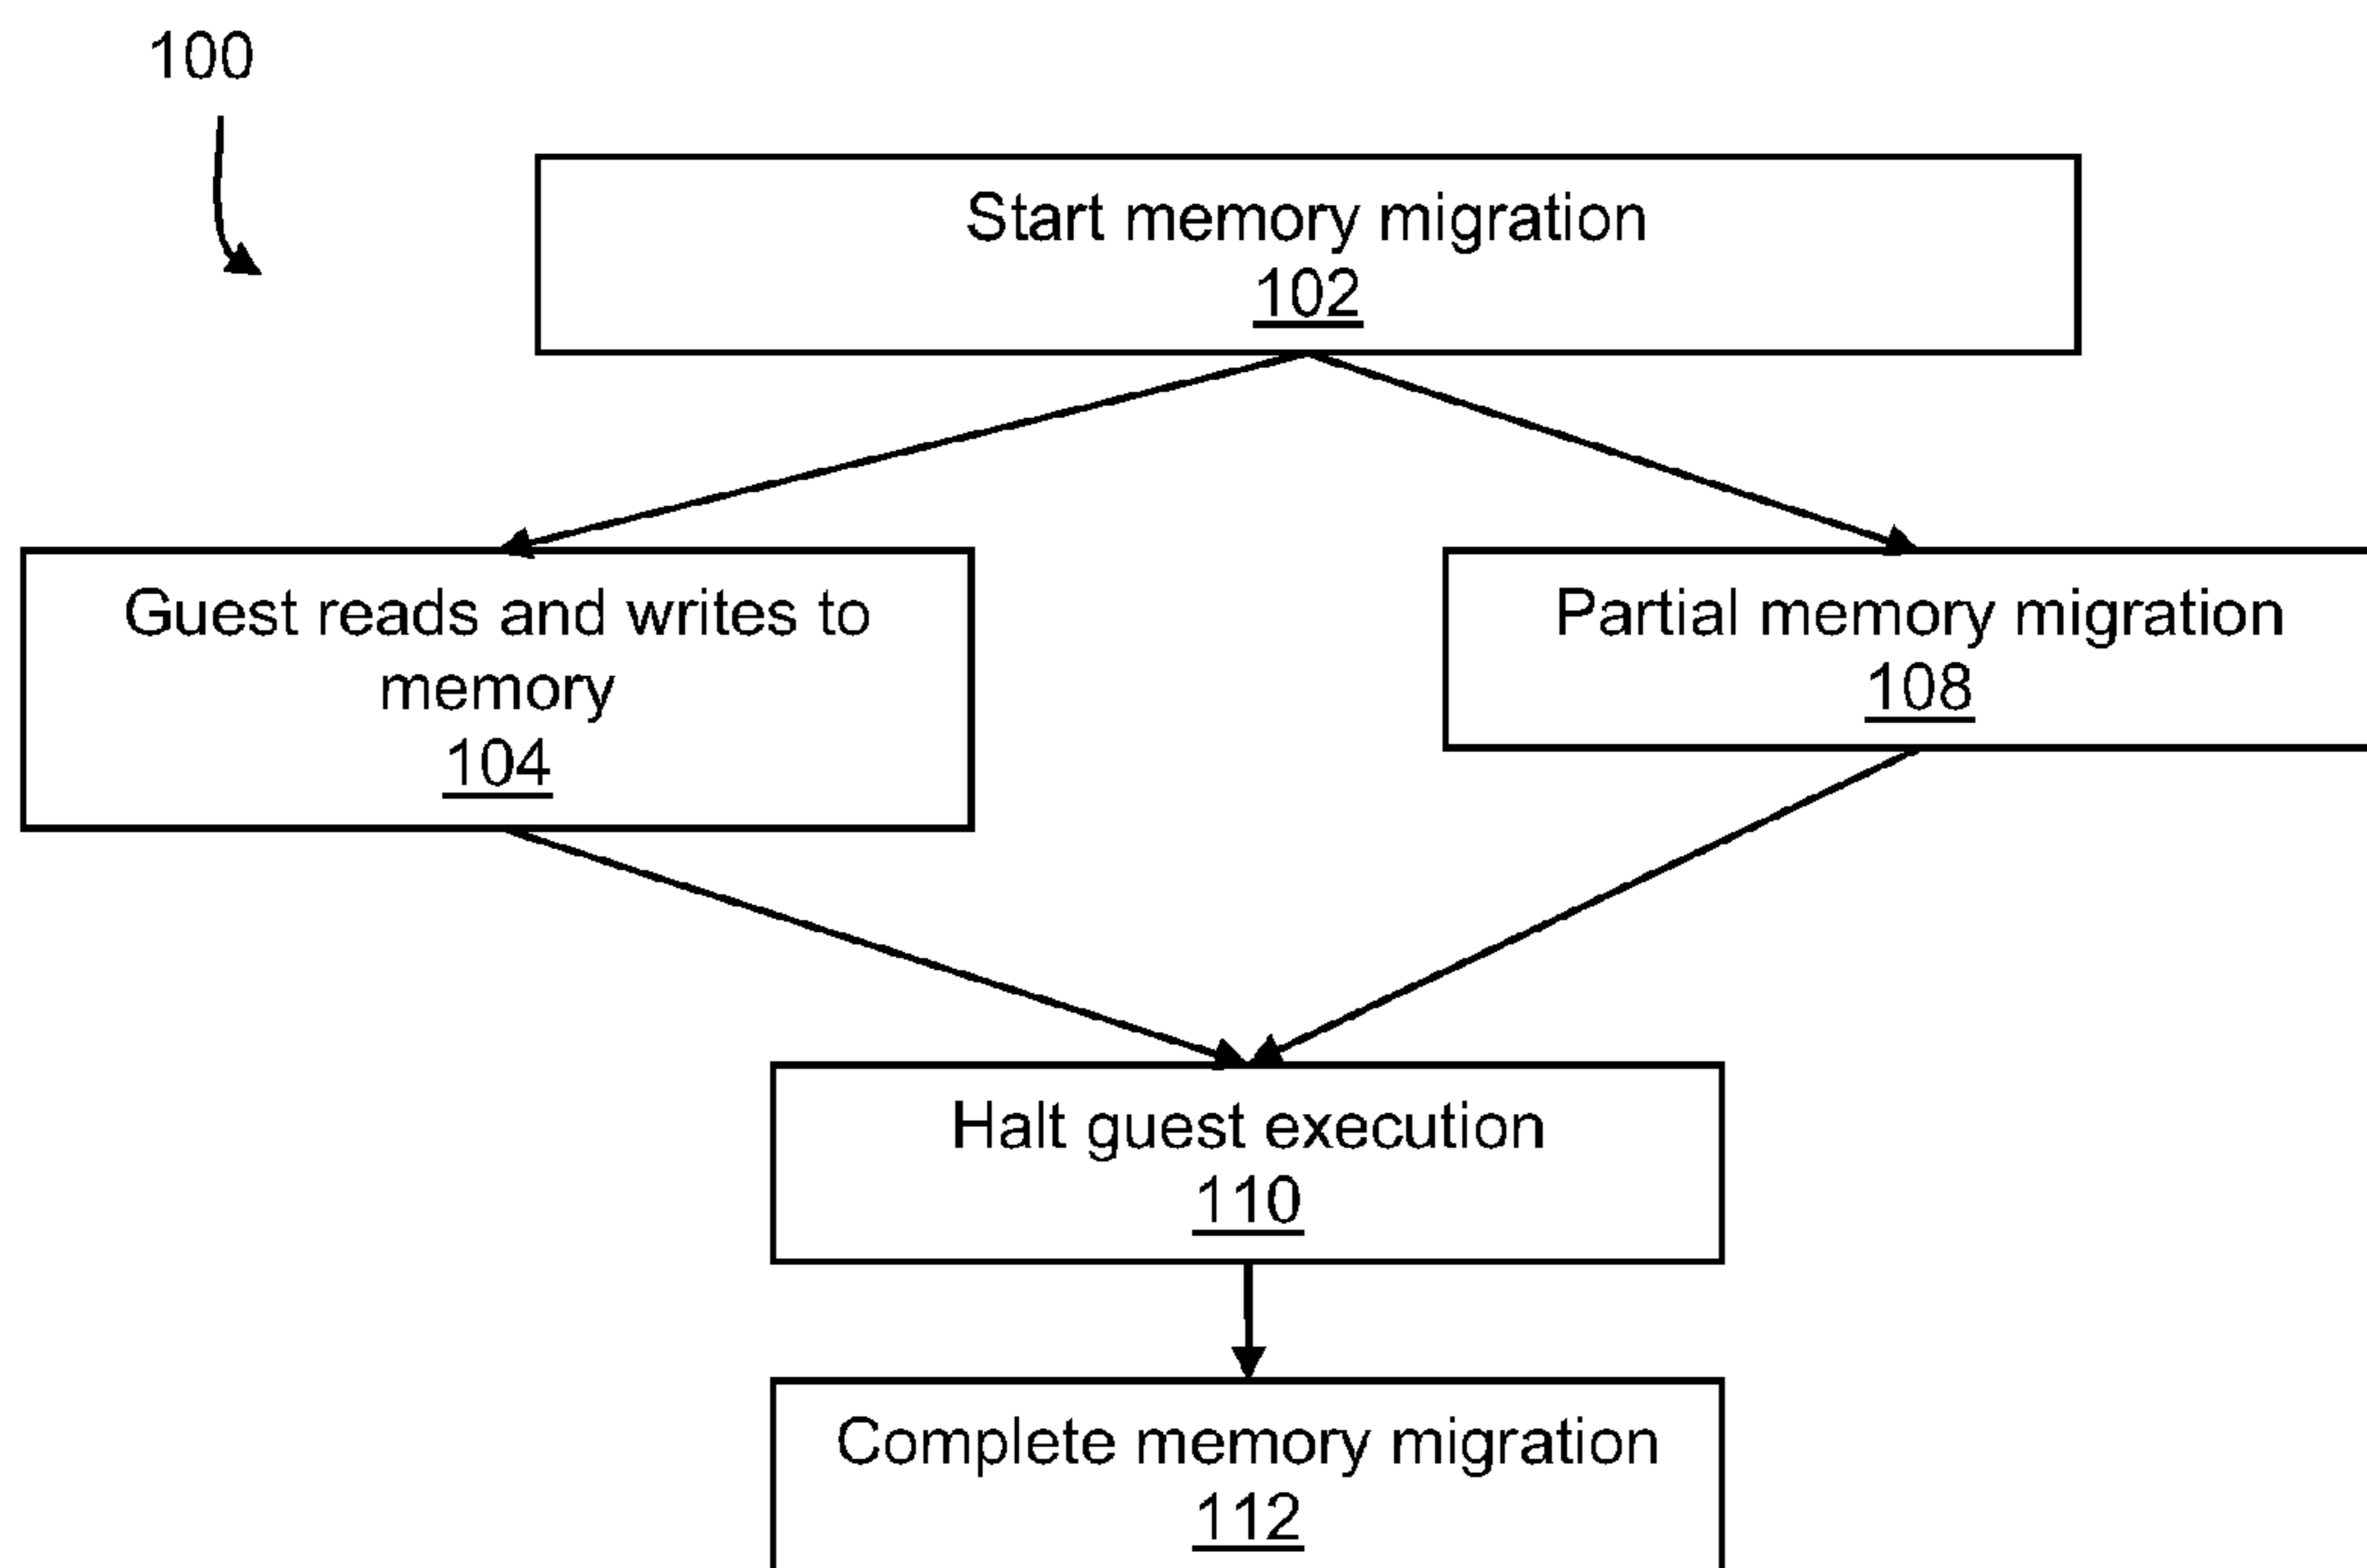 100
Start memory migration
102
Guest reads and writes to
memory
104
Partial memory migration
108
Halt guest execution
110
Complete memory migration
112